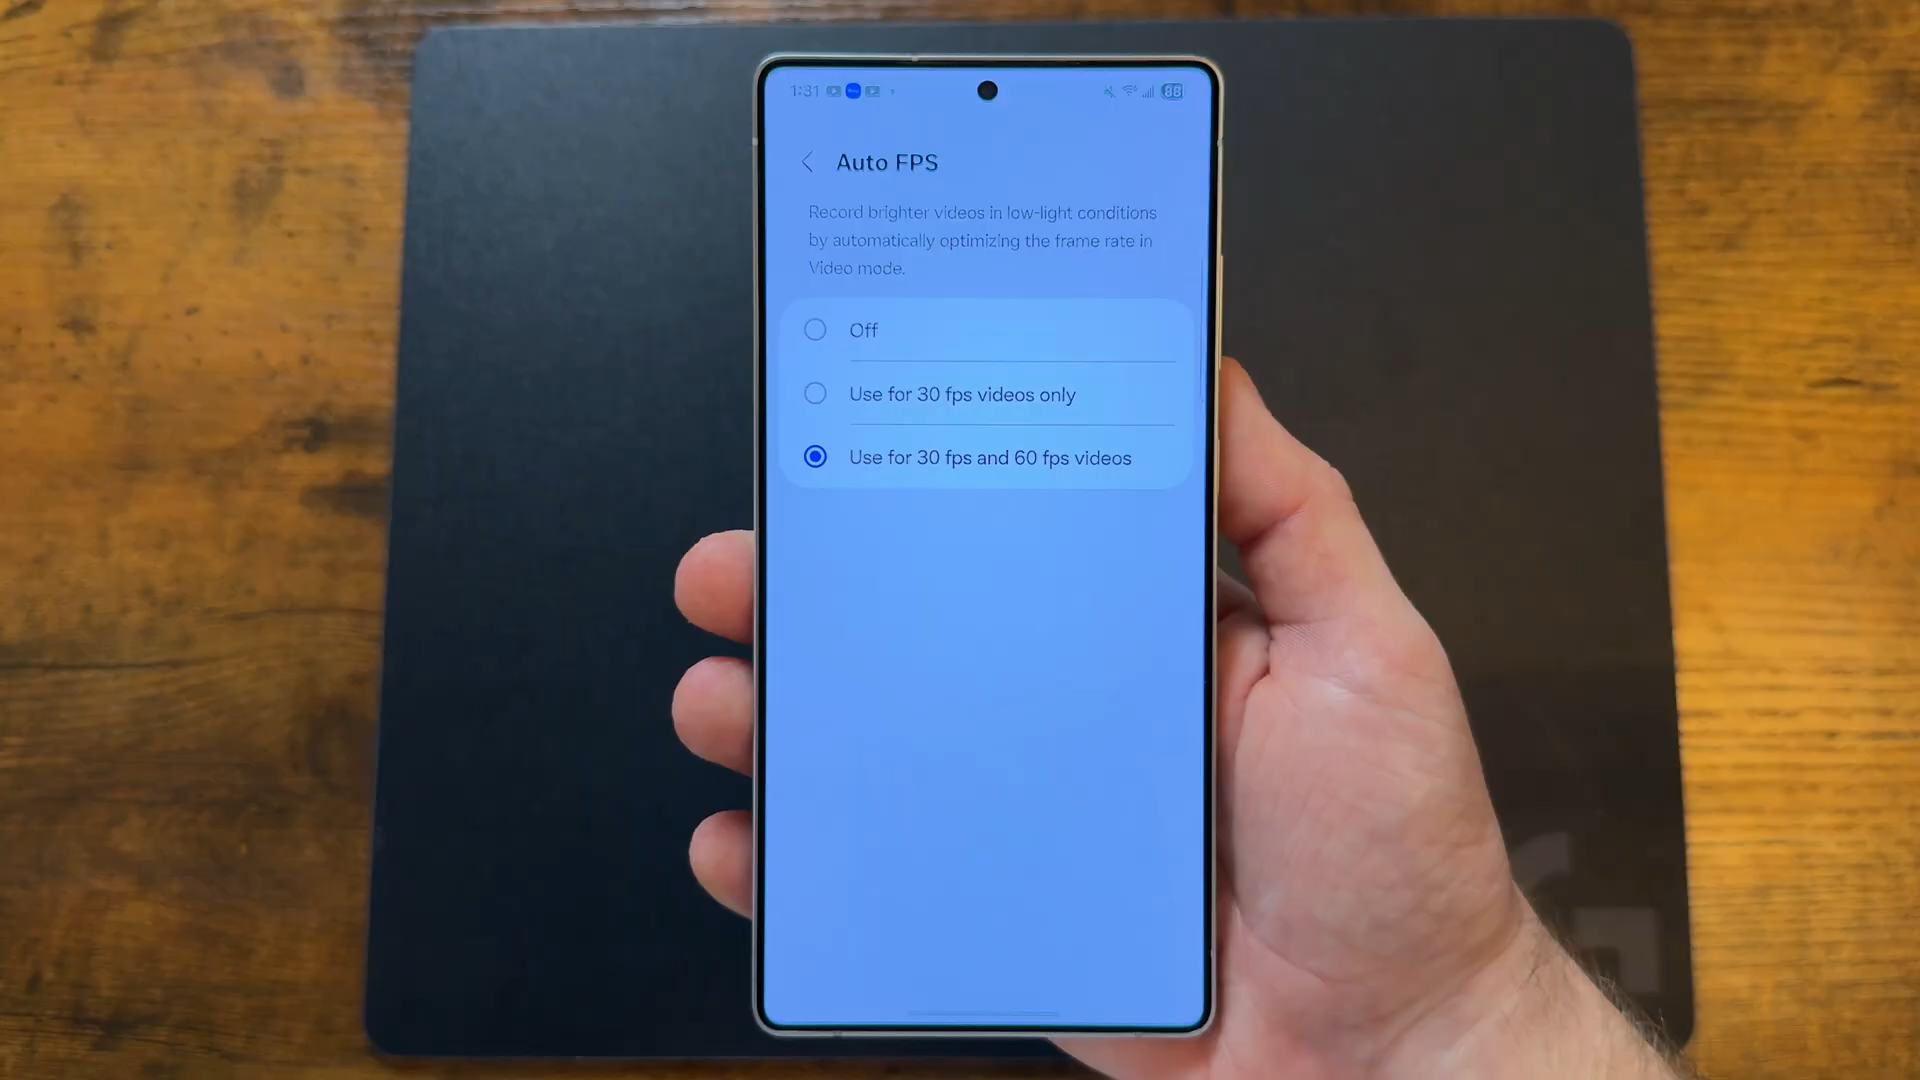 1:31
88
Auto FPS
Record brighter videos in low-light conditions
by automatically optimizing the frame rate in
Video mode.
Off
Use for 30 fps videos only
Use for 30 fps and 60 fps videos